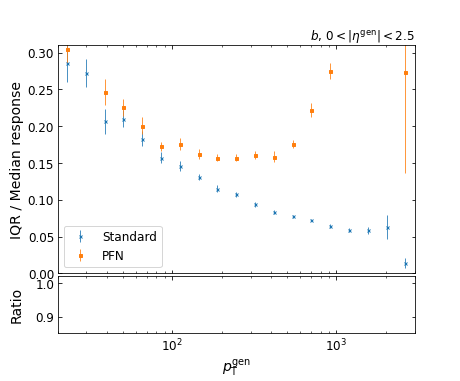 b, 0 < |η^gen| < 2.5
IQR / Median response
0.30
0.25
0.20
0.15
0.10
0.05
0.00
Standard
PFN
Ratio
1.0
0.9
10^2
10^3
p_T^gen